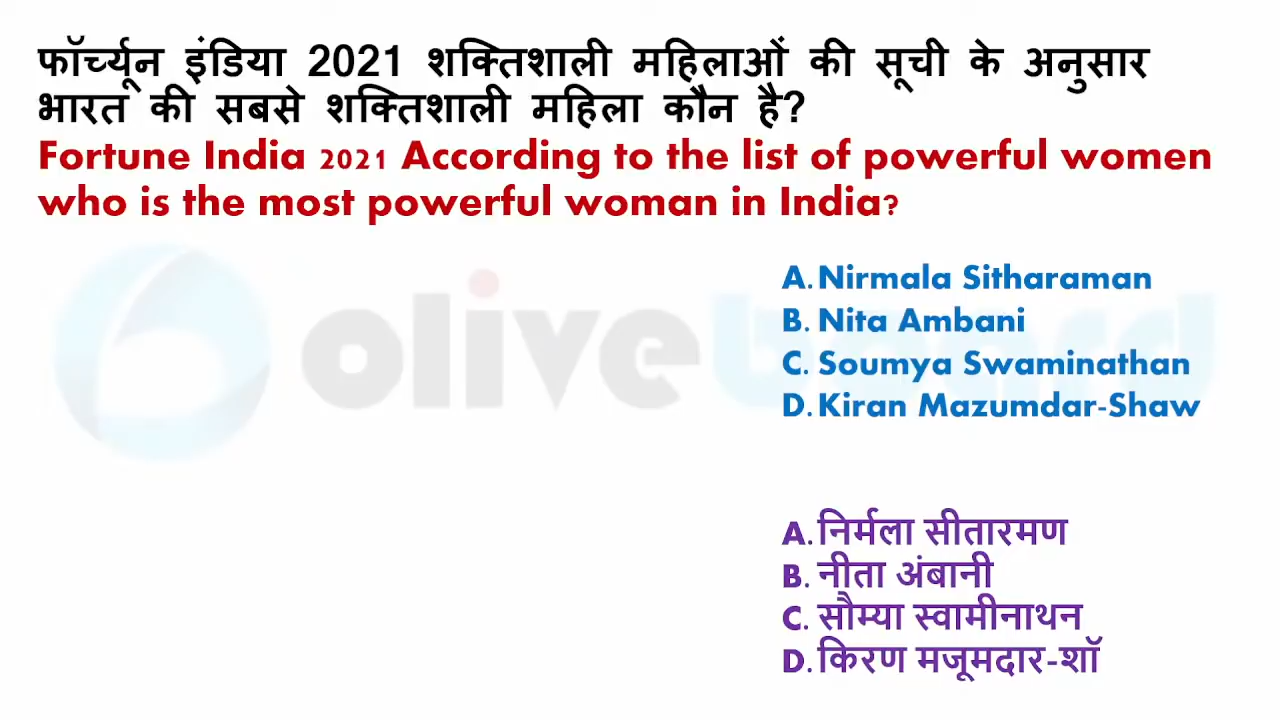 फॉर्च्यून इंडिया 2021 शक्तिशाली महिलाओं की सूची के अनुसार
भारत की सबसे शक्तिशाली महिला कौन है?
Fortune India 2021 According to the list of powerful women
who is the most powerful woman in India?
oliveboard
A. Nirmala Sitharaman
B. Nita Ambani
C. Soumya Swaminathan
D. Kiran Mazumdar-Shaw
A. निर्मला सीतारमण
B. नीता अंबानी
C. सौम्या स्वामीनाथन
D. किरण मजूमदार-शॉ